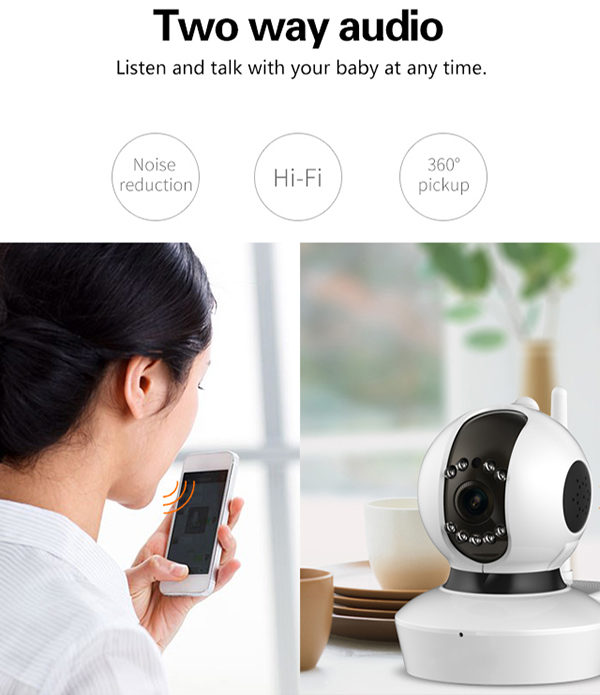 Two way audio
Listen and talk with your baby at any time.
Noise
reduction
Hi-Fi
360°
pickup